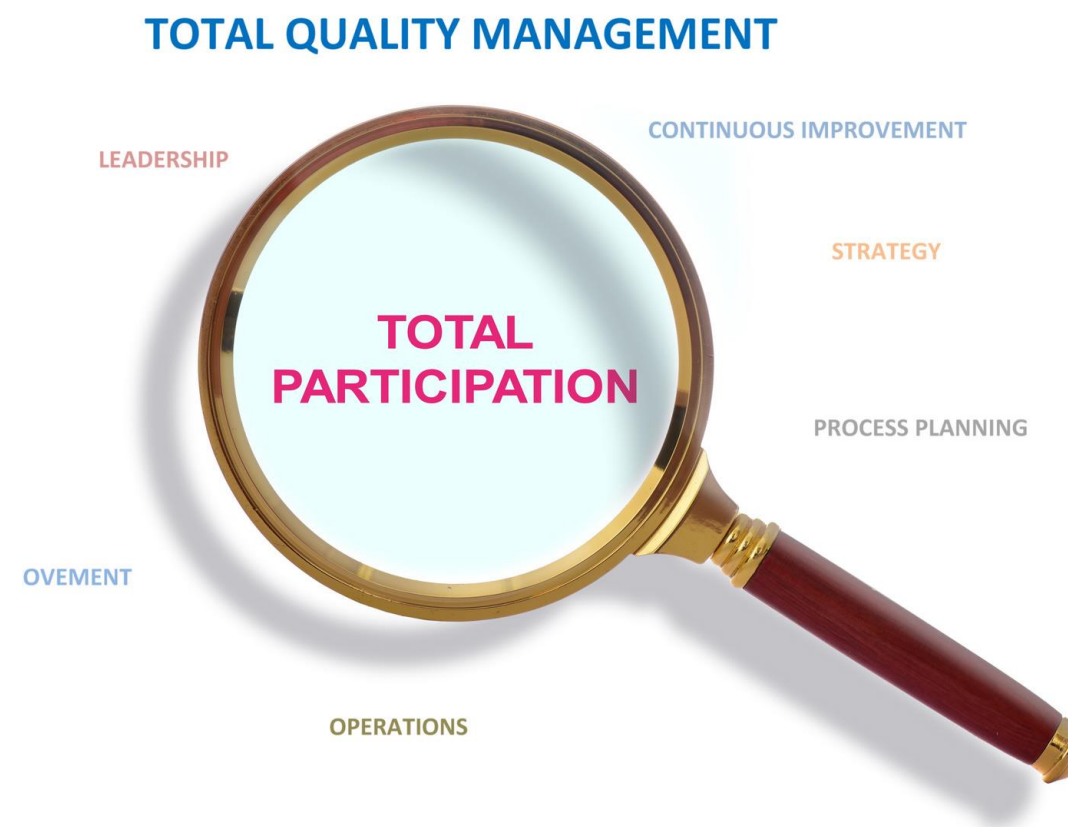 TOTAL QUALITY MANAGEMENT
CONTINUOUS IMPROVEMENT
LEADERSHIP
STRATEGY
TOTAL
PARTICIPATION
PROCESS PLANNING
OVEMENT
OPERATIONS